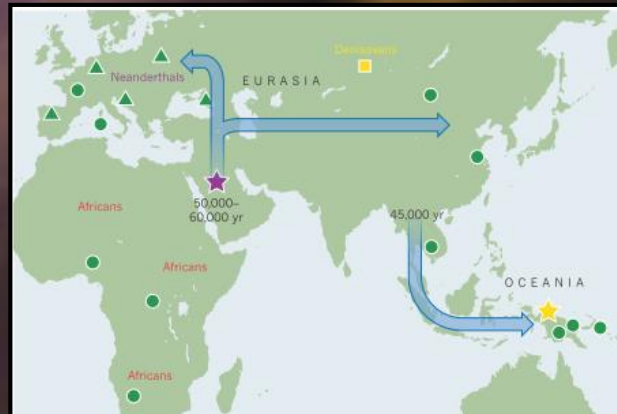 Denisovans
Neanderthals
EURASIA
Africans
50,000–
60,000 yr
45,000 yr
Africans
OCEANIA
Africans